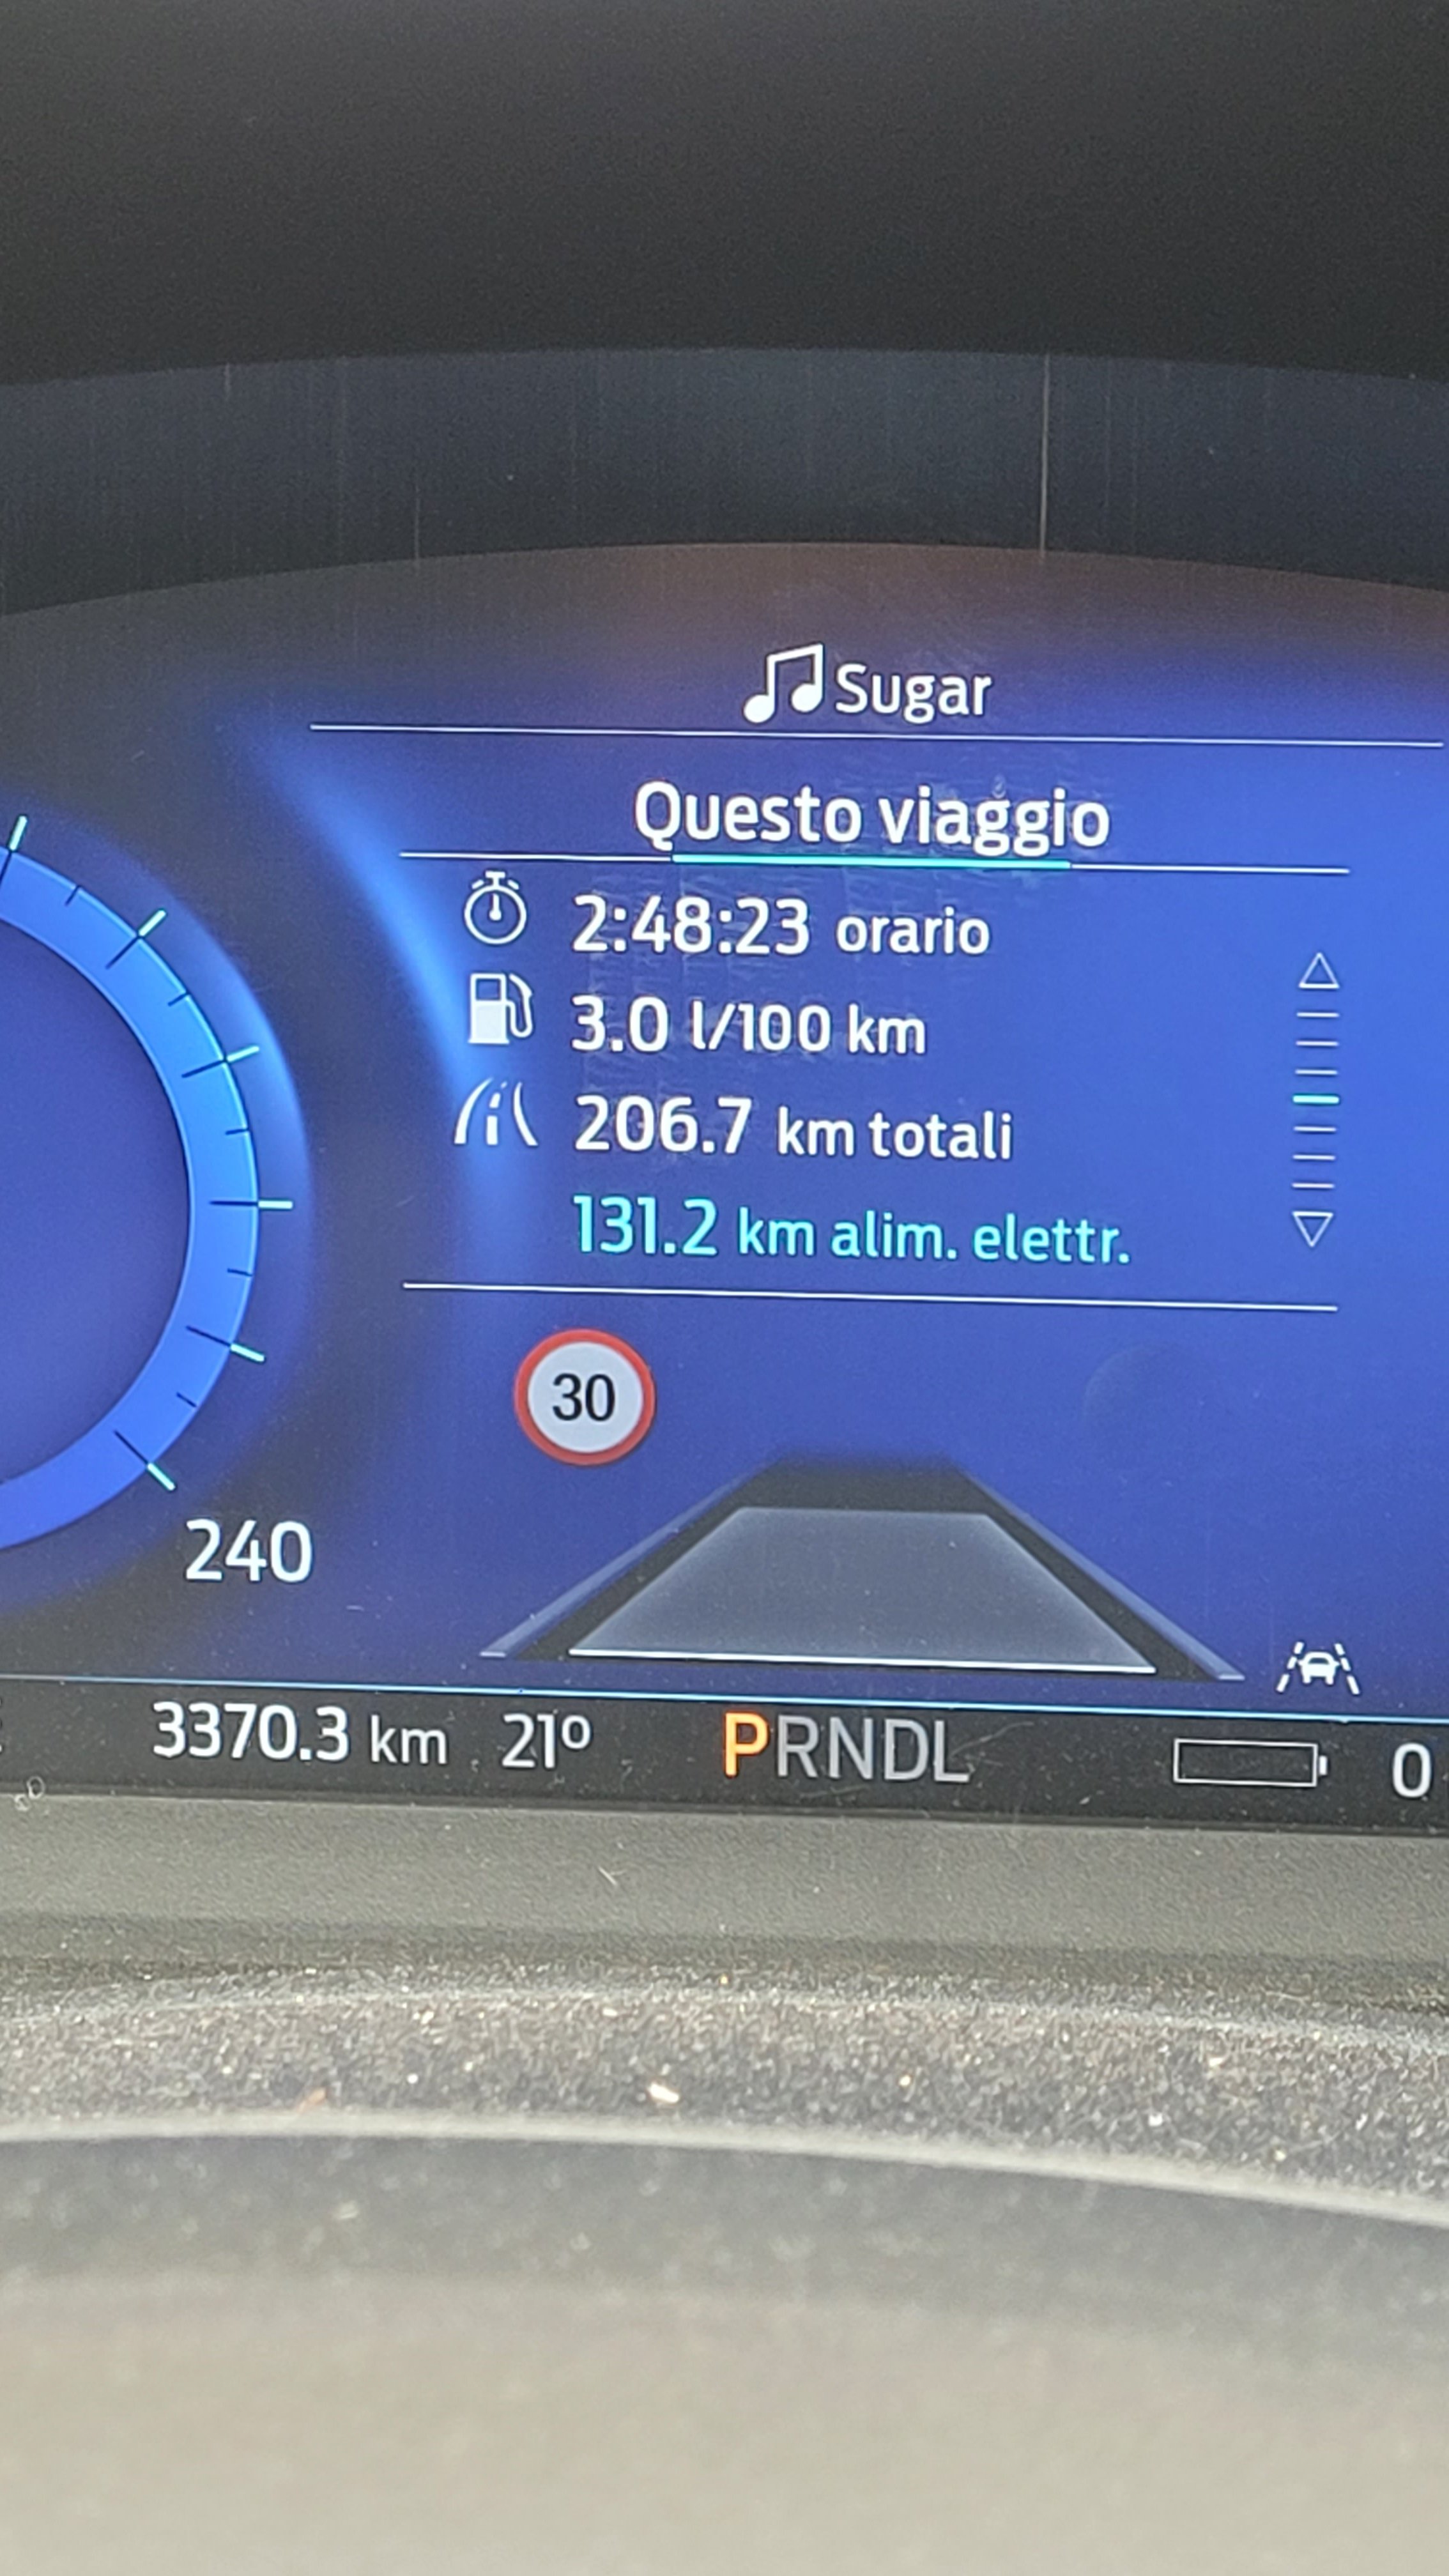 Sugar
Questo viaggio
2:48:23 orario
3.0 l/100 km
206.7 km totali
131.2 km alim. elettr.
30
240
3370.3 km 21º PRNDL 0